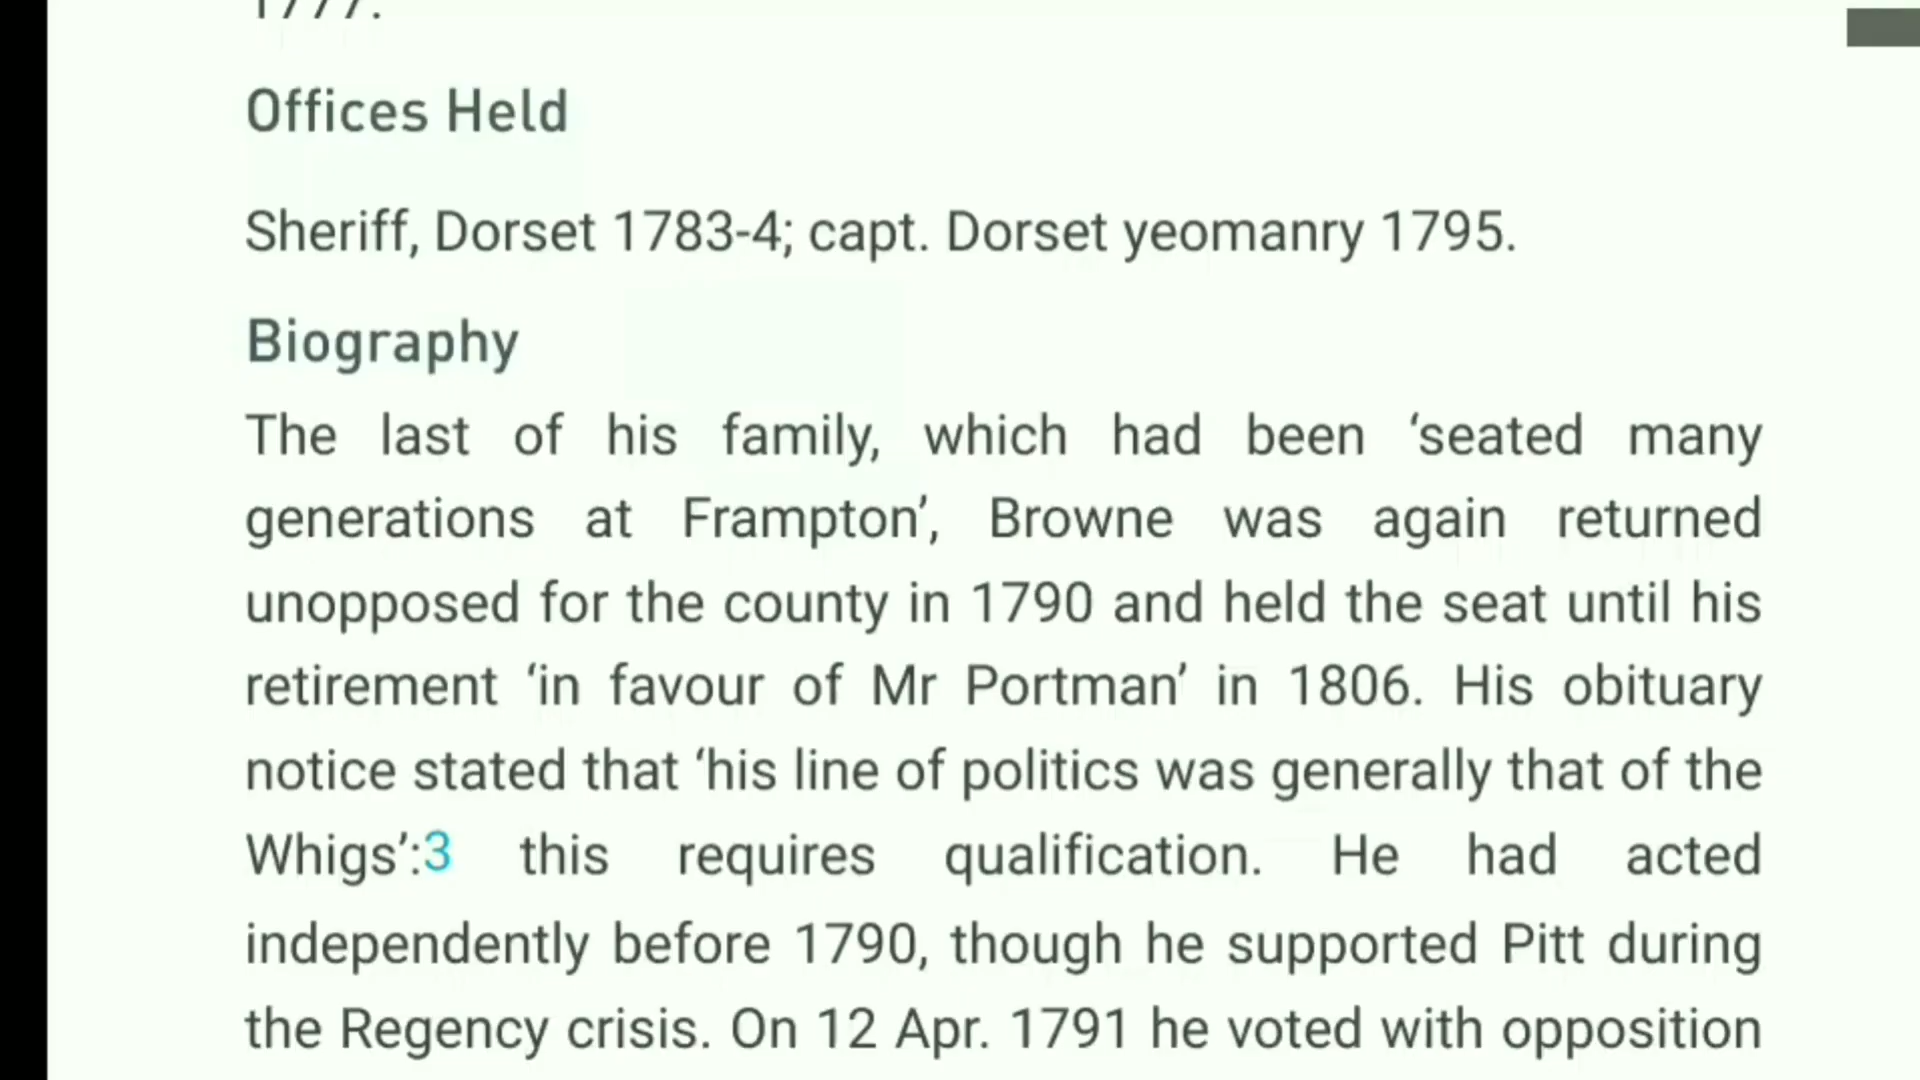 1777.
Offices Held
Sheriff, Dorset 1783-4; capt. Dorset yeomanry 1795.
Biography
The last of his family, which had been ‘seated many
generations at Frampton’, Browne was again returned
unopposed for the county in 1790 and held the seat until his
retirement ‘in favour of Mr Portman’ in 1806. His obituary
notice stated that ‘his line of politics was generally that of the
Whigs’:3 this requires qualification. He had acted
independently before 1790, though he supported Pitt during
the Regency crisis. On 12 Apr. 1791 he voted with opposition